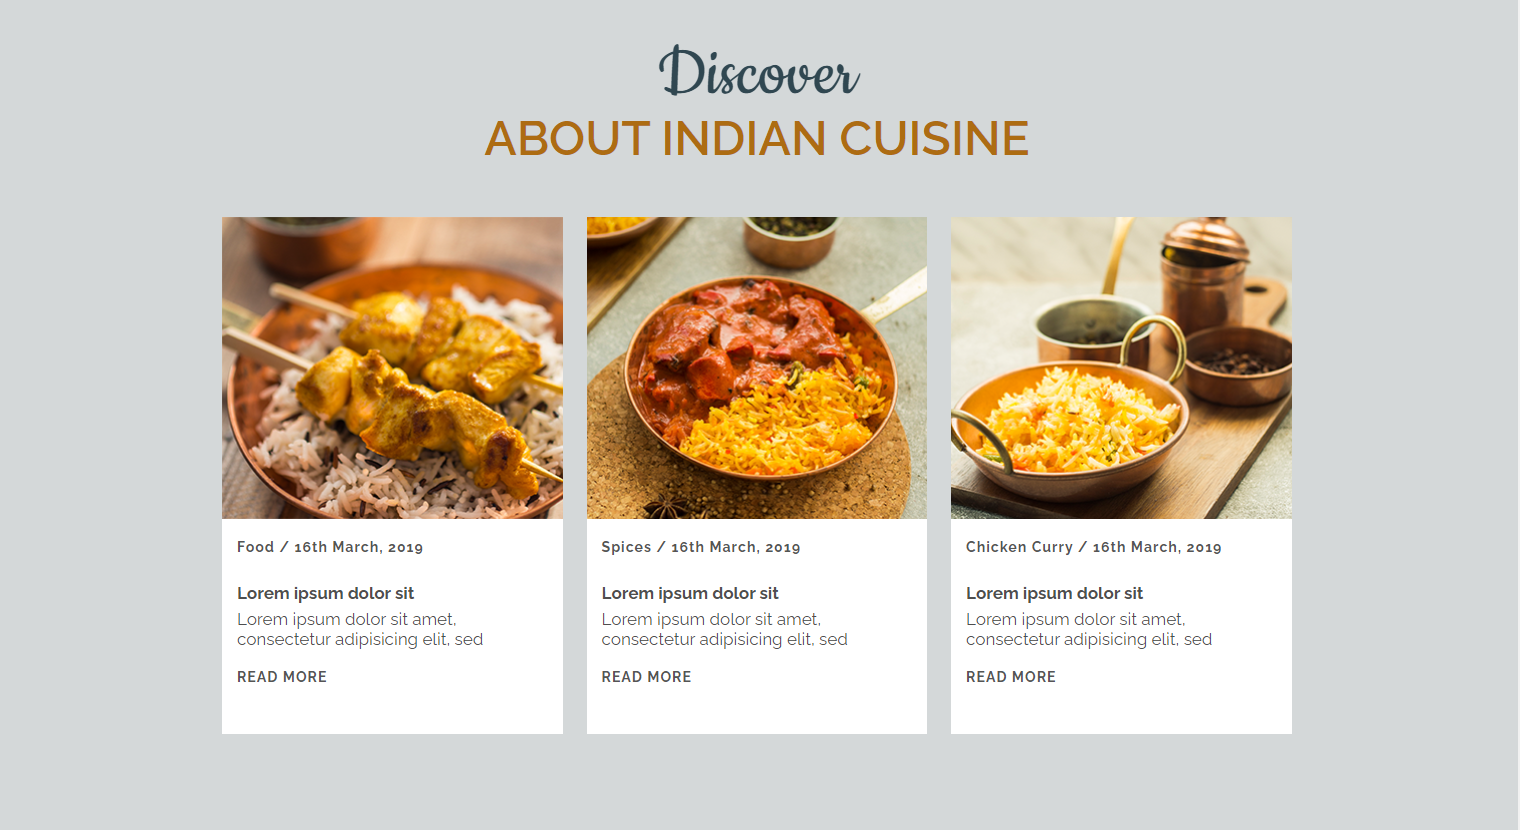 Discover
ABOUT INDIAN CUISINE
Food / 16th March, 2019
Lorem ipsum dolor sit
Lorem ipsum dolor sit amet,
consectetur adipisicing elit, sed
READ MORE
Spices / 16th March, 2019
Lorem ipsum dolor sit
Lorem ipsum dolor sit amet,
consectetur adipisicing elit, sed
READ MORE
Chicken Curry / 16th March, 2019
Lorem ipsum dolor sit
Lorem ipsum dolor sit amet,
consectetur adipisicing elit, sed
READ MORE